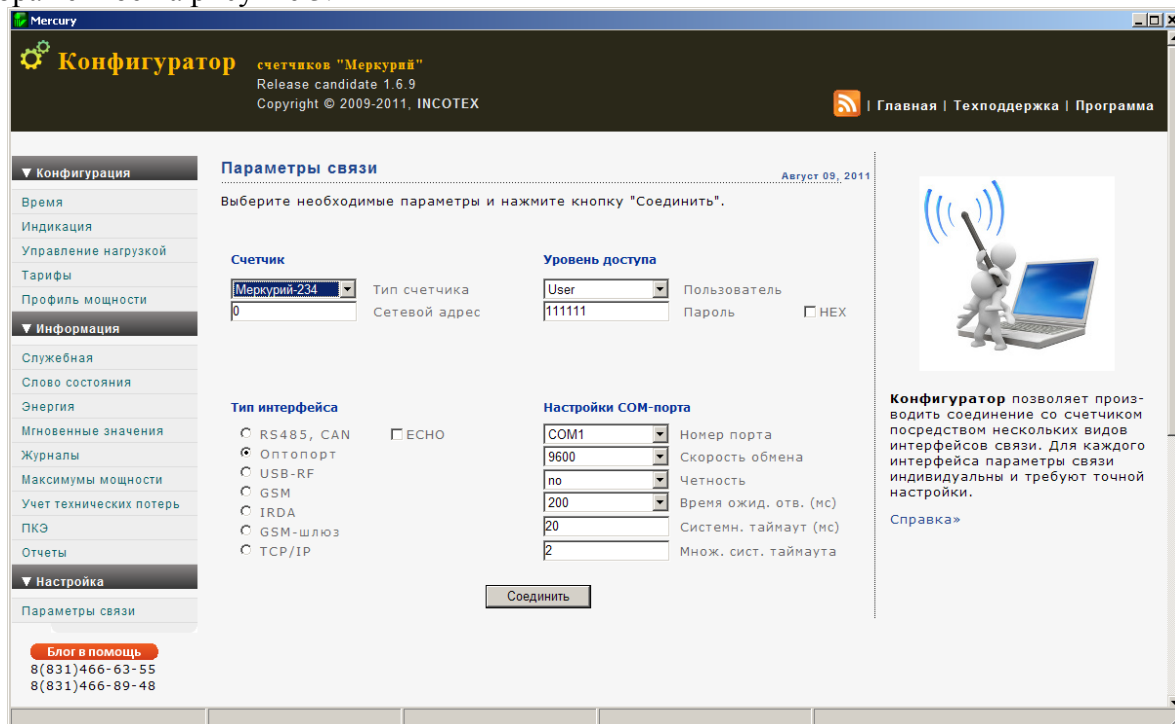 Mercury
Конфигуратор
счетчиков "Меркурий"
Release candidate 1.6.9
Copyright © 2009-2011, INCOTEX
| Главная | Техподдержка | Программа
▼ Конфигурация
Время
Индикация
Управление нагрузкой
Тарифы
Профиль мощности
▼ Информация
Служебная
Слово состояния
Энергия
Мгновенные значения
Журналы
Максимумы мощности
Учет технических потерь
ПКЭ
Отчеты
▼ Настройка
Параметры связи
Блог в помощь
8(831)466-63-55
8(831)466-89-48
Параметры связи
Август 09, 2011
Выберите необходимые параметры и нажмите кнопку "Соединить".
Счетчик
Меркурий-234 Тип счетчика
0 Сетевой адрес
Уровень доступа
User Пользователь
111111 Пароль HEX
Тип интерфейса
RS485, CAN ECHO
Оптопорт
USB-RF
GSM
IRDA
GSM-шлюз
TCP/IP
Настройки COM-порта
COM1 Номер порта
9600 Скорость обмена
no Четность
200 Время ожид. отв. (мс)
20 Системн. таймаут (мс)
2 Множ. сист. таймаута
Соединить
Конфигуратор позволяет произ-
водить соединение со счетчиком
посредством нескольких видов
интерфейсов связи. Для каждого
интерфейса параметры связи
индивидуальны и требуют точной
настройки.
Справка»